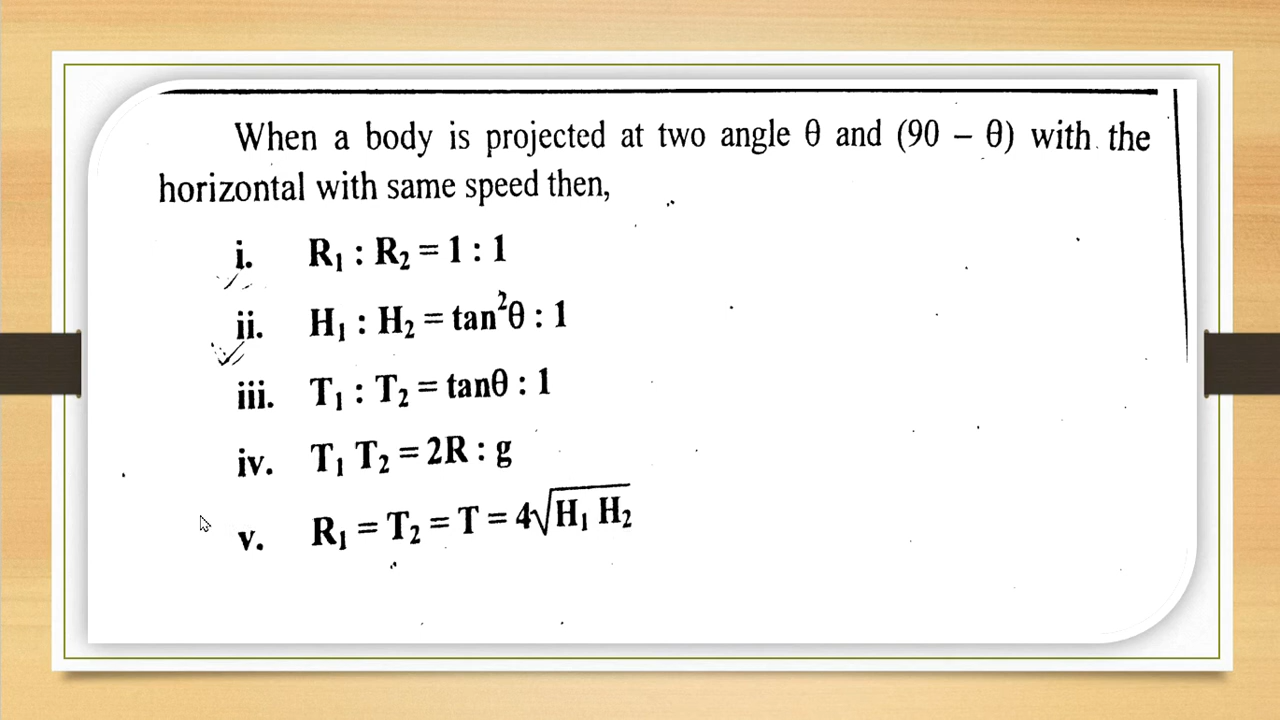 When a body is projected at two angle θ and (90 – θ) with the
horizontal with same speed then,
i. R₁ : R₂ = 1 : 1
ii. H₁ : H₂ = tan²θ : 1
iii. T₁ : T₂ = tanθ : 1
iv. T₁ T₂ = 2R : g
v. R₁ = T₂ = T = 4√H₁ H₂